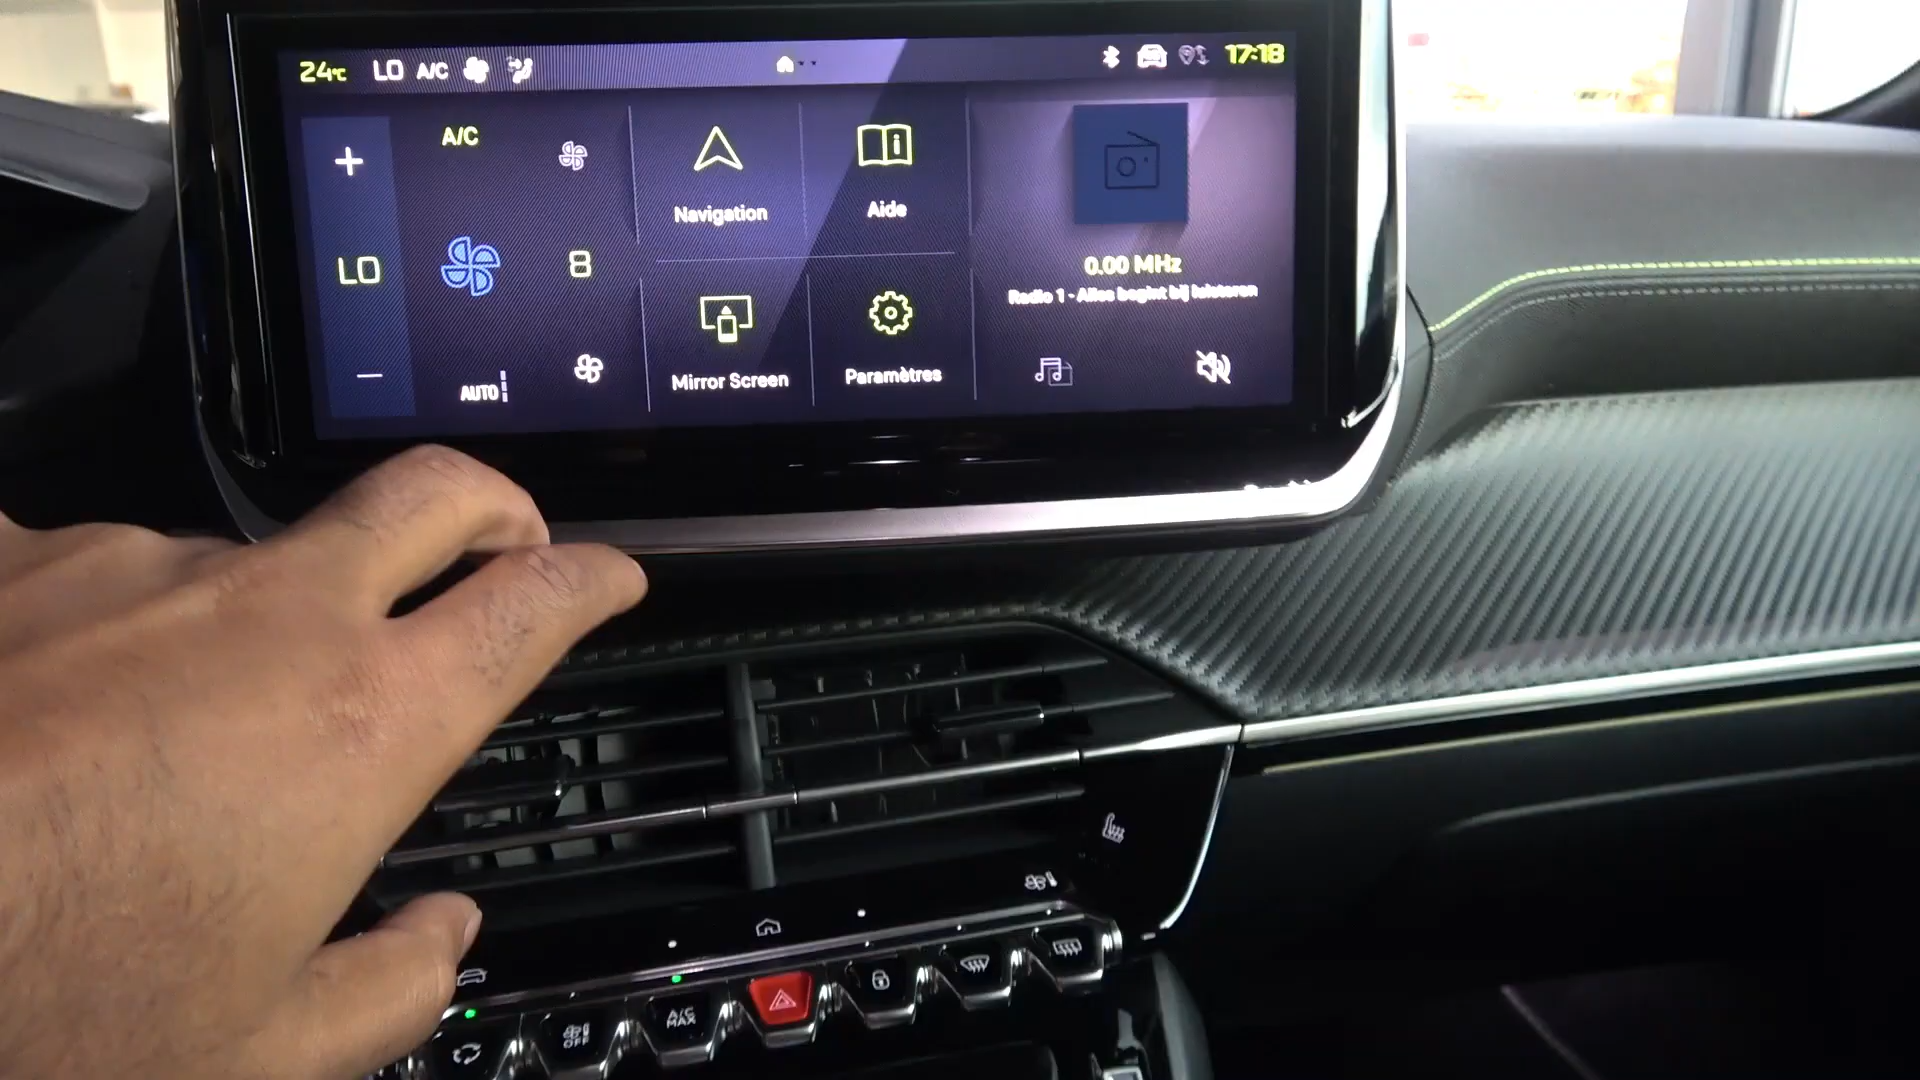 24°C LO A/C 17:18
A/C
LO 8
AUTO
Navigation
Aide
Mirror Screen
Paramètres
0.00 MHz
Radio 1 - Alles begint bij luisteren
OFF
A/C
MAX